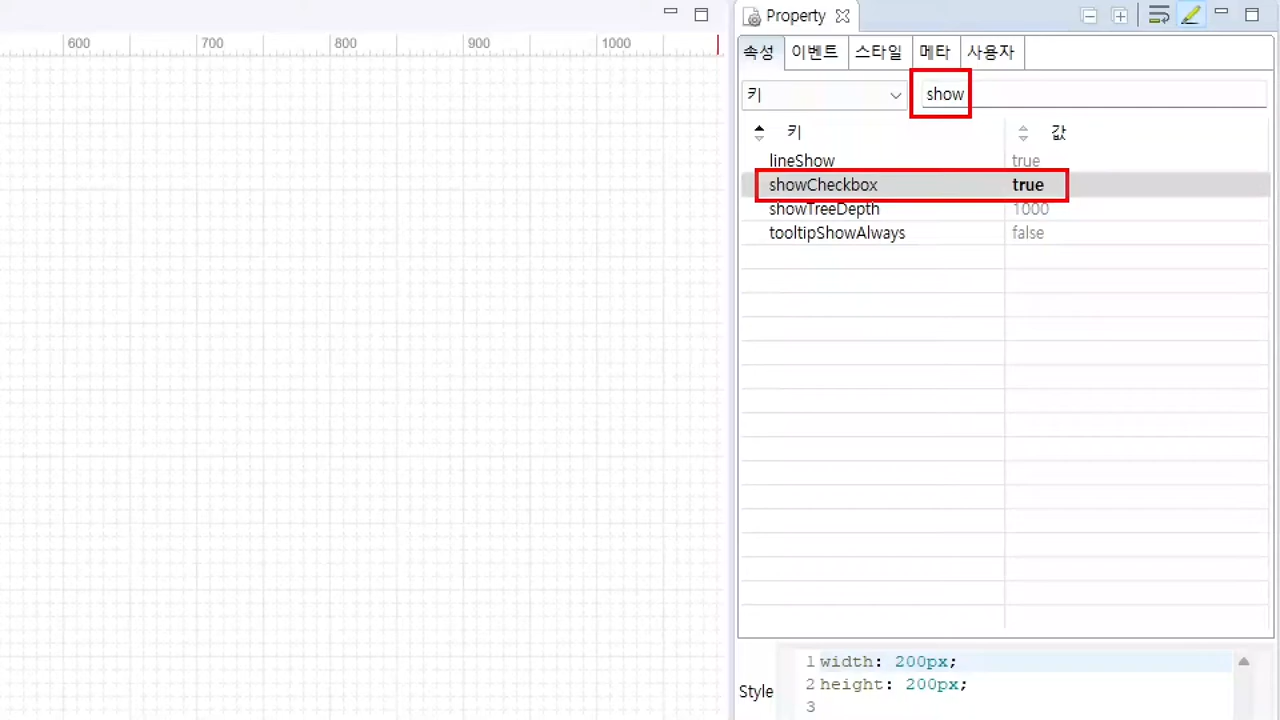 Property
600 700 800 900 1000
속성 이벤트 스타일 메타 사용자
키 show
키 값
lineShow true
showCheckbox true
showTreeDepth 1000
tooltipShowAlways false
Style
1 width: 200px;
2 height: 200px;
3